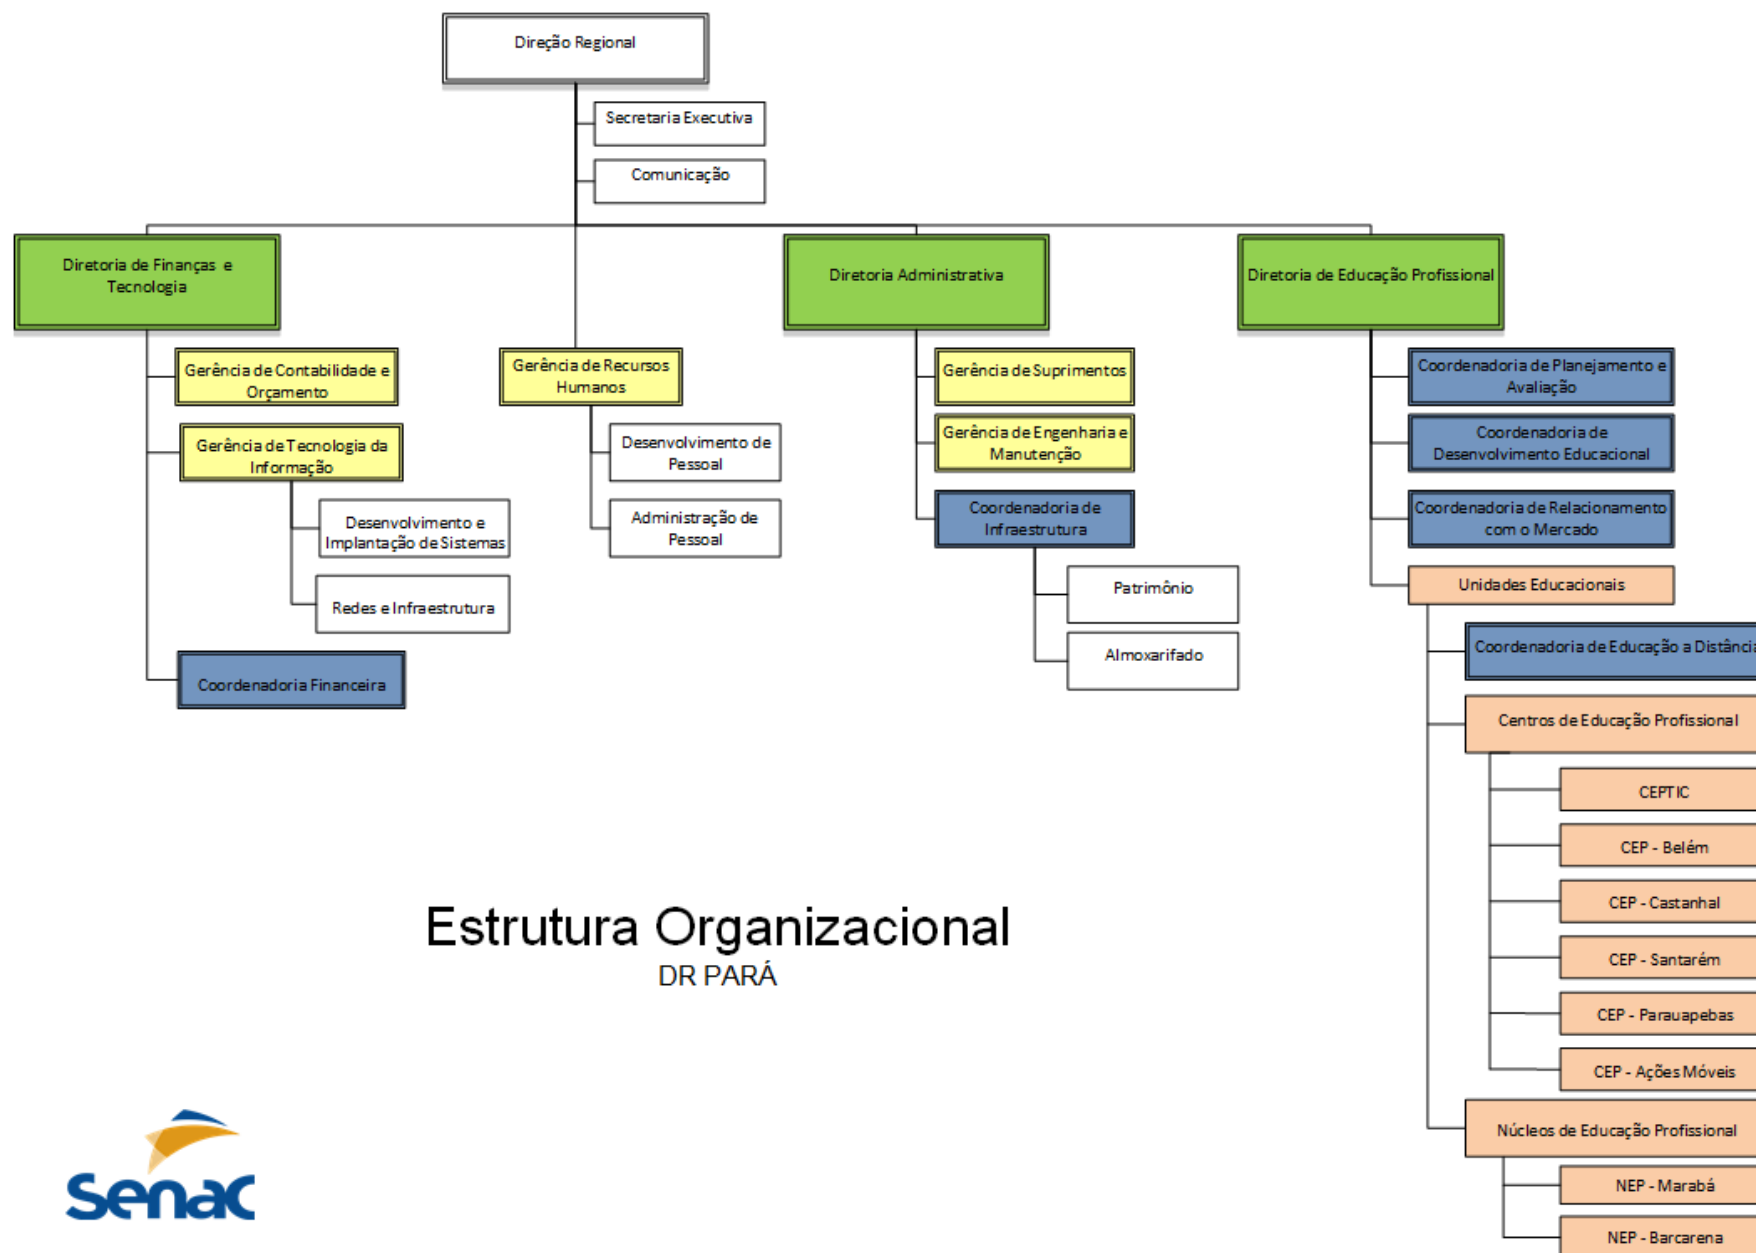 Direção Regional
Secretaria Executiva
Comunicação
Diretoria de Finanças e
Tecnologia
Diretoria Administrativa
Diretoria de Educação Profissional
Gerência de Contabilidade e
Orçamento
Gerência de Tecnologia da
Informação
Desenvolvimento e
Implantação de Sistemas
Redes e Infraestrutura
Coordenadoria Financeira
Gerência de Recursos
Humanos
Desenvolvimento de
Pessoal
Administração de
Pessoal
Gerência de Suprimentos
Gerência de Engenharia e
Manutenção
Coordenadoria de
Infraestrutura
Patrimônio
Almoxarifado
Coordenadoria de Planejamento e
Avaliação
Coordenadoria de
Desenvolvimento Educacional
Coordenadoria de Relacionamento
com o Mercado
Unidades Educacionais
Coordenadoria de Educação a Distância
Centros de Educação Profissional
CEPTIC
CEP - Belém
CEP - Castanhal
CEP - Santarém
CEP - Parauapebas
CEP - Ações Móveis
Núcleos de Educação Profissional
NEP - Marabá
NEP - Barcarena
Estrutura Organizacional
DR PARÁ
Senac